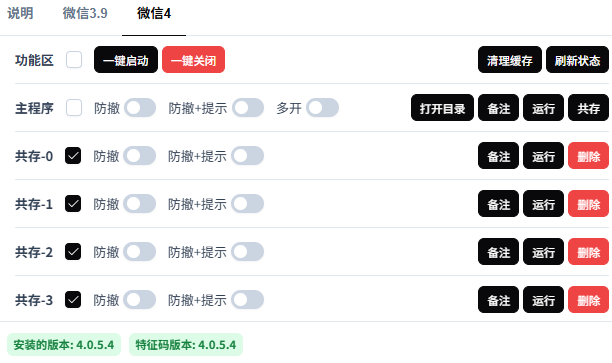 说明 微信3.9 微信4
功能区 一键启动 一键关闭 清理缓存 刷新状态
主程序 防撤 防撤+提示 多开 打开目录 备注 运行 共存
共存-0 防撤 防撤+提示 备注 运行 删除
共存-1 防撤 防撤+提示 备注 运行 删除
共存-2 防撤 防撤+提示 备注 运行 删除
共存-3 防撤 防撤+提示 备注 运行 删除
安装的版本: 4.0.5.4 特征码版本: 4.0.5.4